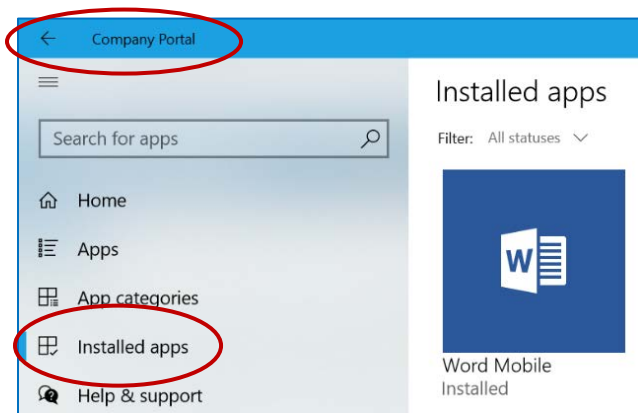 Company Portal
Search for apps
Home
Apps
App categories
Installed apps
Help & support
Installed apps
Filter: All statuses
W
Word Mobile
Installed